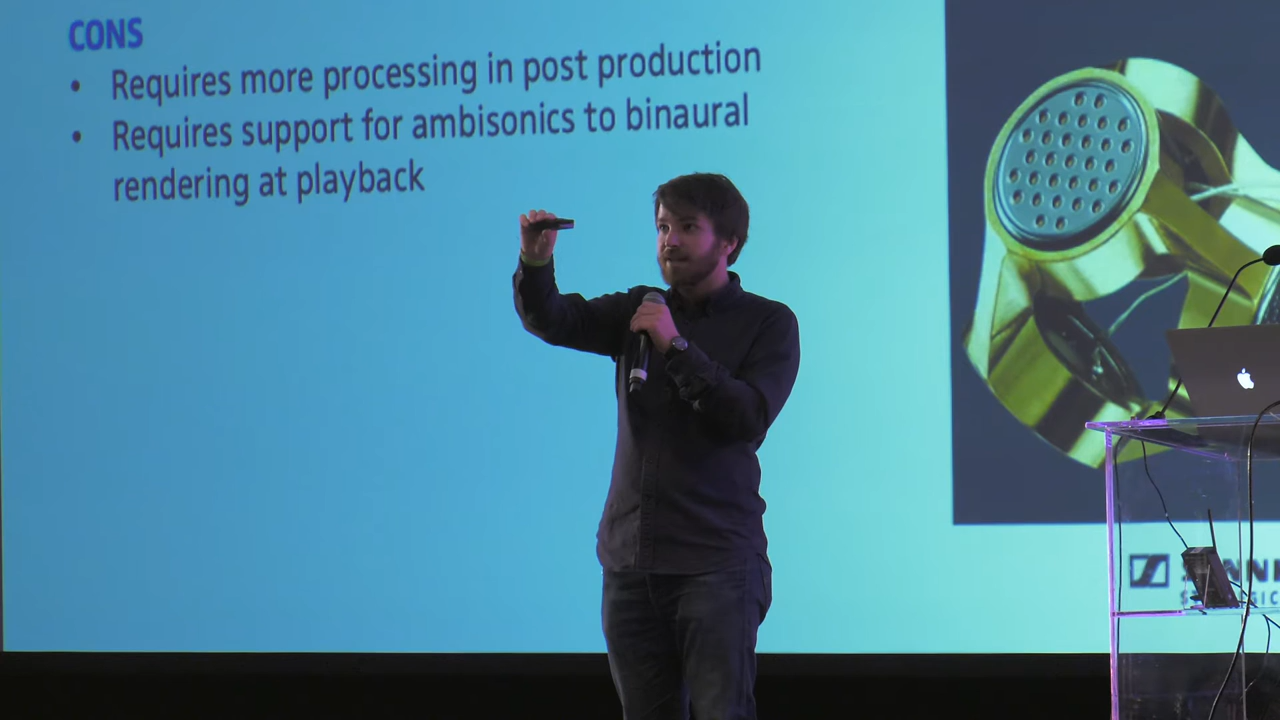 CONS
• Requires more processing in post production
• Requires support for ambisonics to binaural
rendering at playback